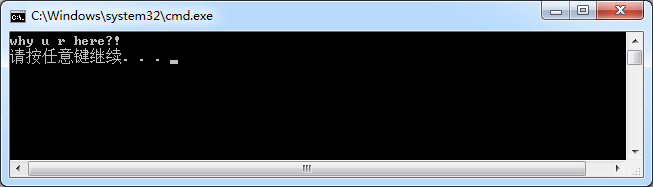 C:\Windows\system32\cmd.exe
why u r here?!
请按任意键继续. . .